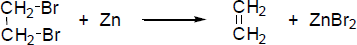 CH₂-Br + Zn ⟶ CH₂ + ZnBr₂
CH₂-Br CH₂